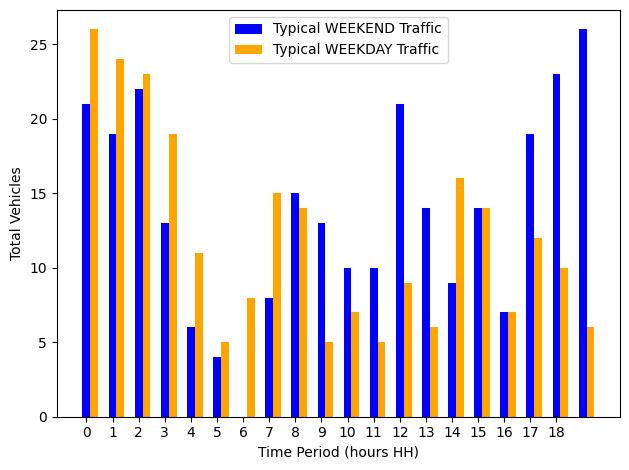 Typical WEEKEND Traffic
Typical WEEKDAY Traffic
25
20
15
10
5
0
Total Vehicles
0 1 2 3 4 5 6 7 8 9 10 11 12 13 14 15 16 17 18
Time Period (hours HH)